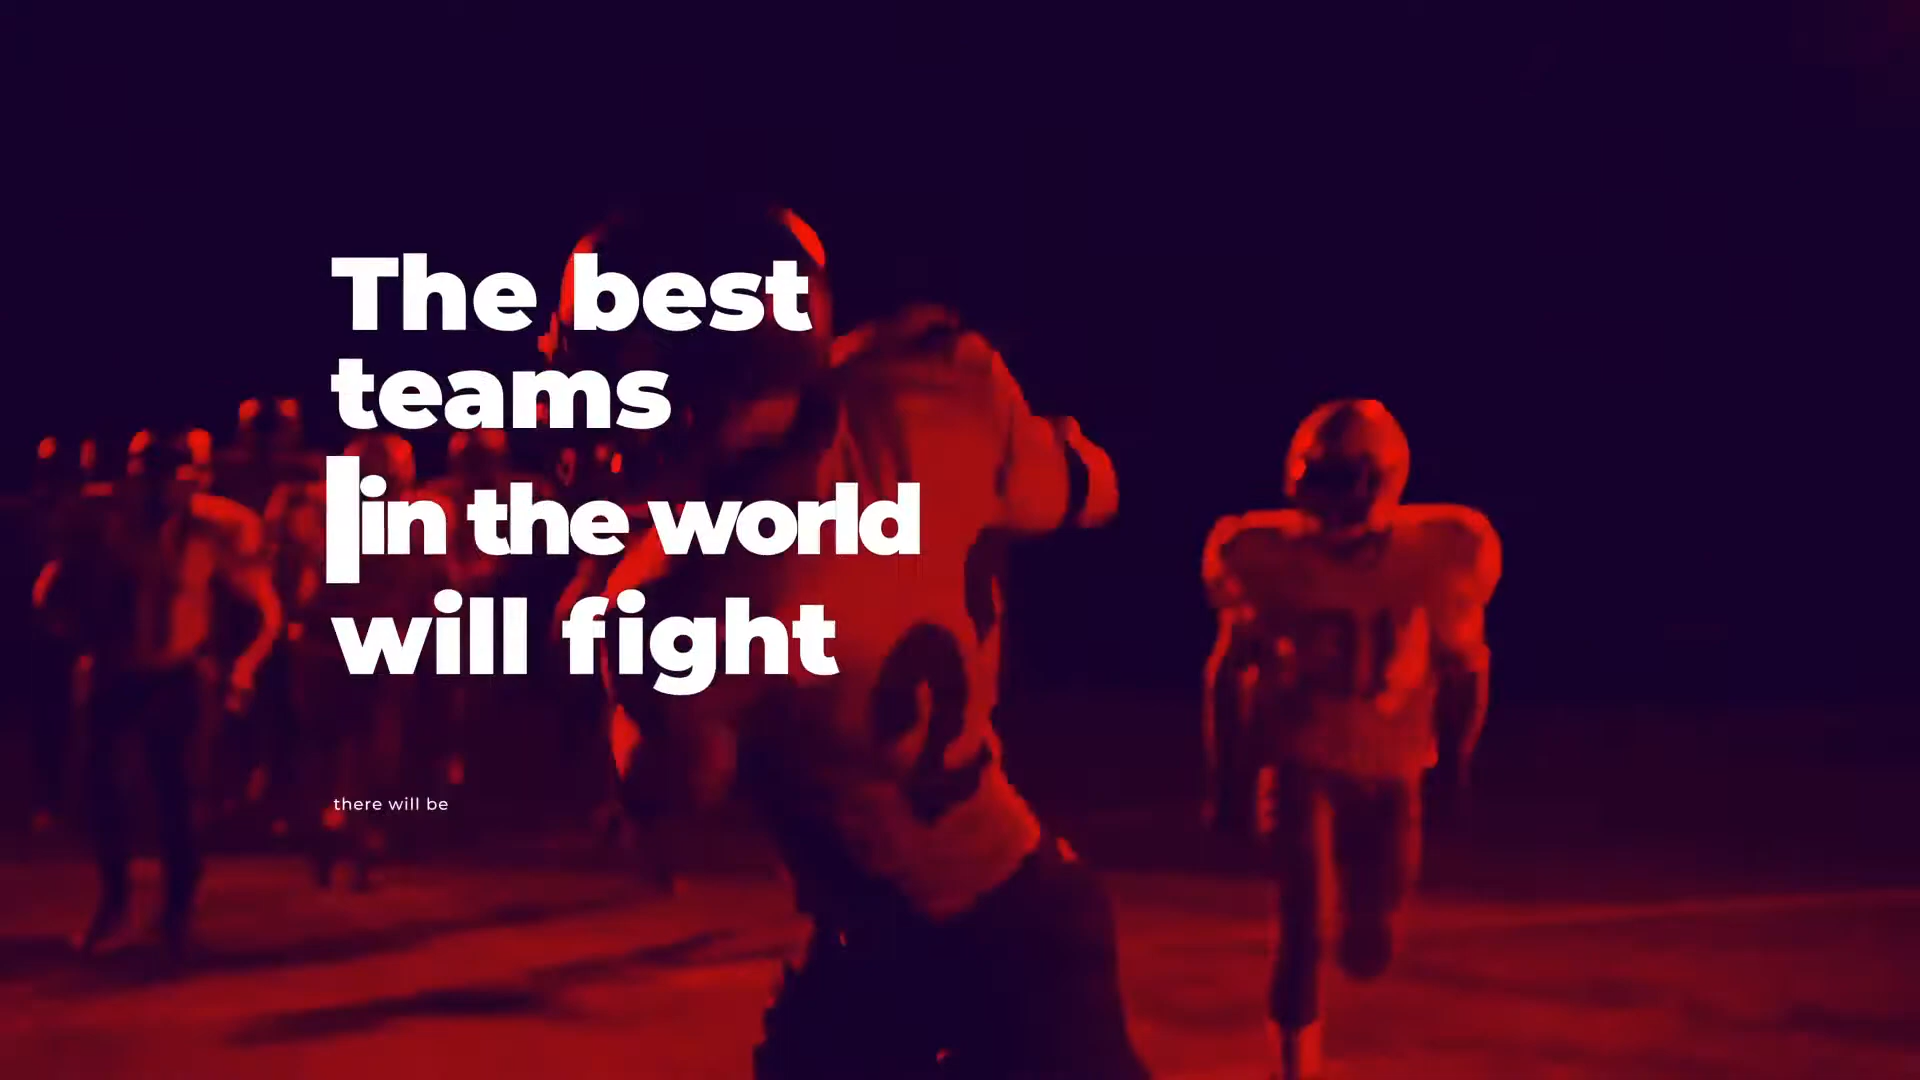 The best
teams
in the world
will fight
there will be